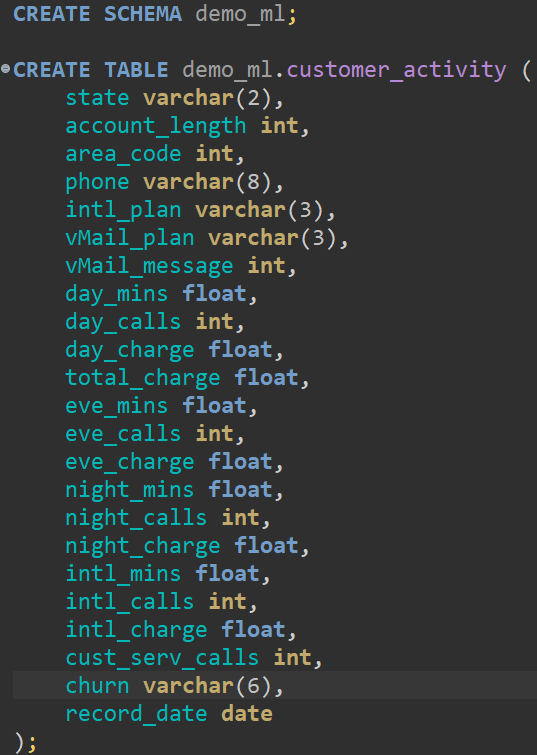 CREATE SCHEMA demo_ml;
CREATE TABLE demo_ml.customer_activity (
state varchar(2),
account_length int,
area_code int,
phone varchar(8),
intl_plan varchar(3),
vMail_plan varchar(3),
vMail_message int,
day_mins float,
day_calls int,
day_charge float,
total_charge float,
eve_mins float,
eve_calls int,
eve_charge float,
night_mins float,
night_calls int,
night_charge float,
intl_mins float,
intl_calls int,
intl_charge float,
cust_serv_calls int,
churn varchar(6),
record_date date
);